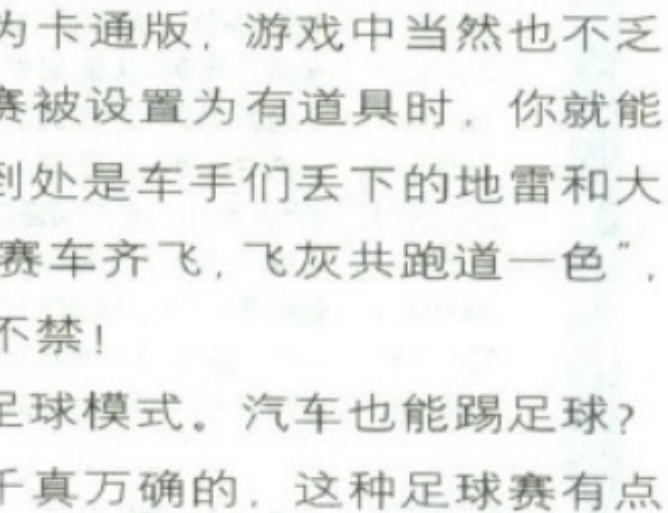 为卡通版，游戏中当然也不乏
赛被设置为有道具时，你就能
到处是车手们丢下的地雷和大
赛车齐飞，飞灰共跑道一色”，
不禁！
足球模式。汽车也能踢足球？
千真万确的，这种足球赛有点